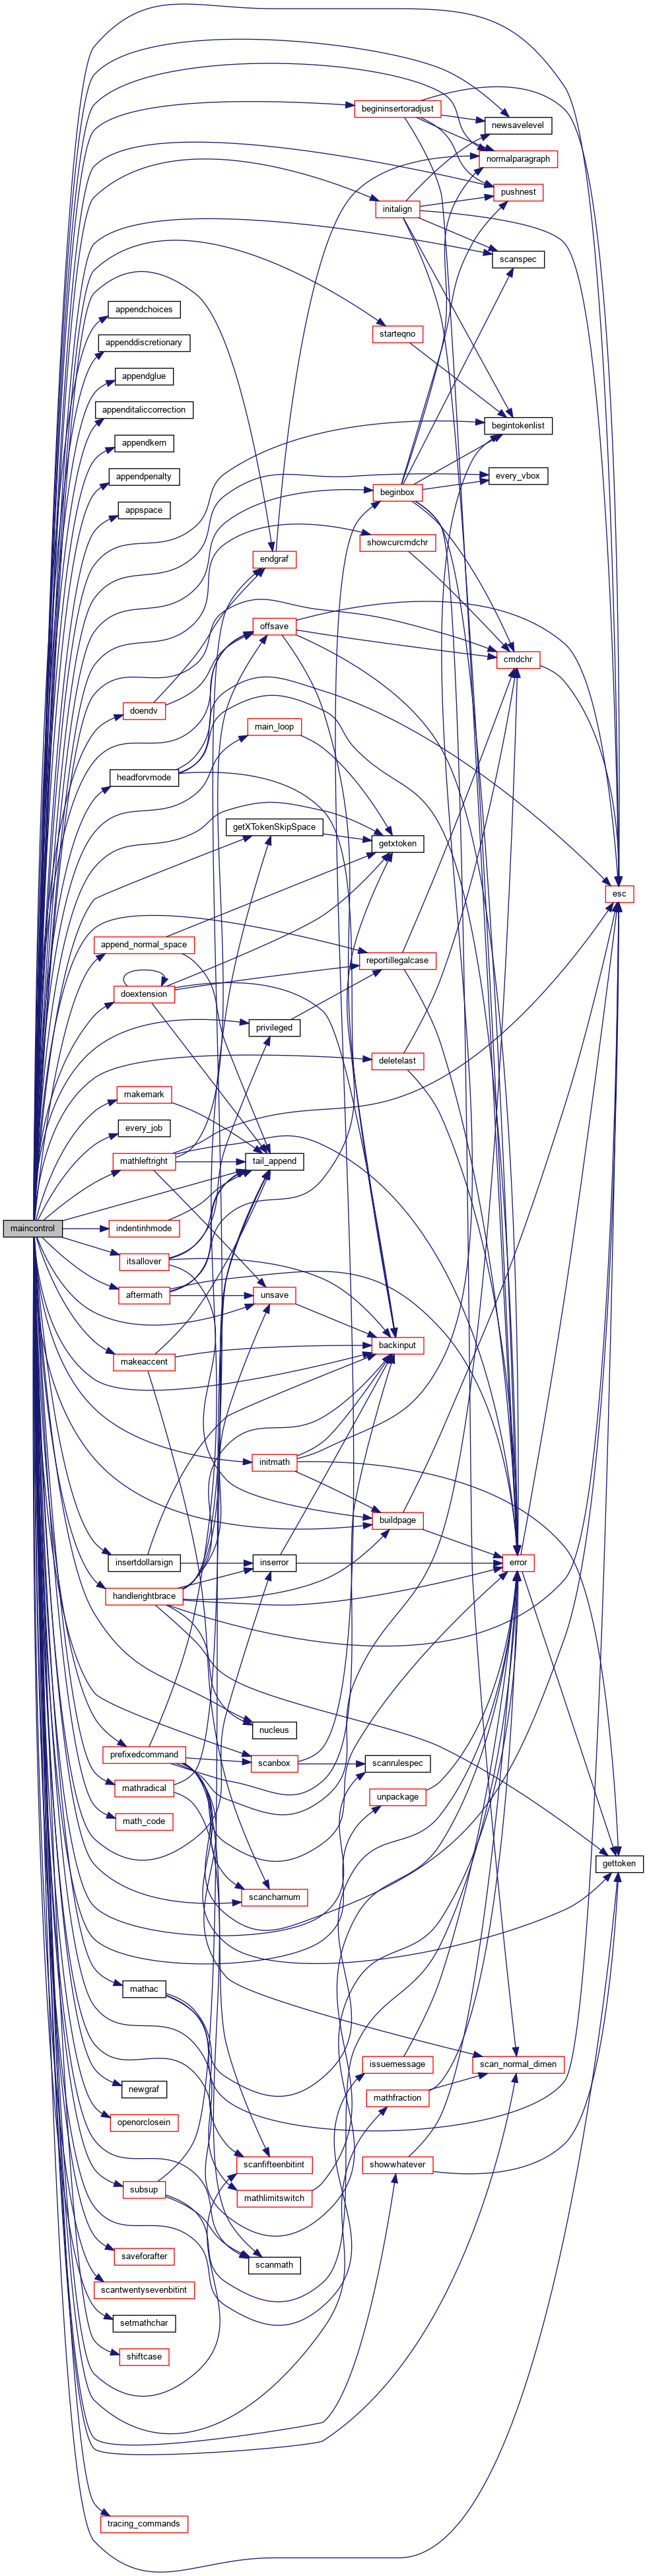 begininsertoradjust
newsavelevel
normalparagraph
pushnest
initalign
scanspec
appendchoices
starteqno
appenddiscretionary
appendglue
appenditaliccorrection
begintokenlist
appendkern
appendpenalty
every_vbox
beginbox
appspace
showcurcmdchr
endgraf
offsave
cmdchr
doendv
main_loop
headforvmode
getXTokenSkipSpace
getxtoken
esc
append_normal_space
reportillegalcase
doextension
privileged
deletelast
makemark
every_job
mathleftright
tail_append
maincontrol
indentinhmode
itsallover
aftermath
unsave
backinput
makeaccent
initmath
buildpage
insertdollarsign
inserror
error
handlerightbrace
nucleus
prefixedcommand
scanbox
scanrulespec
mathradical
unpackage
math_code
gettoken
scancharnum
mathac
issuemessage
scan_normal_dimen
newgraf
mathfraction
openorclosein
scanfifteenbitint
showwhatever
subsup
mathlimitswitch
saveforafter
scanmath
scantwentysevenbitint
setmathchar
shiftcase
tracing_commands